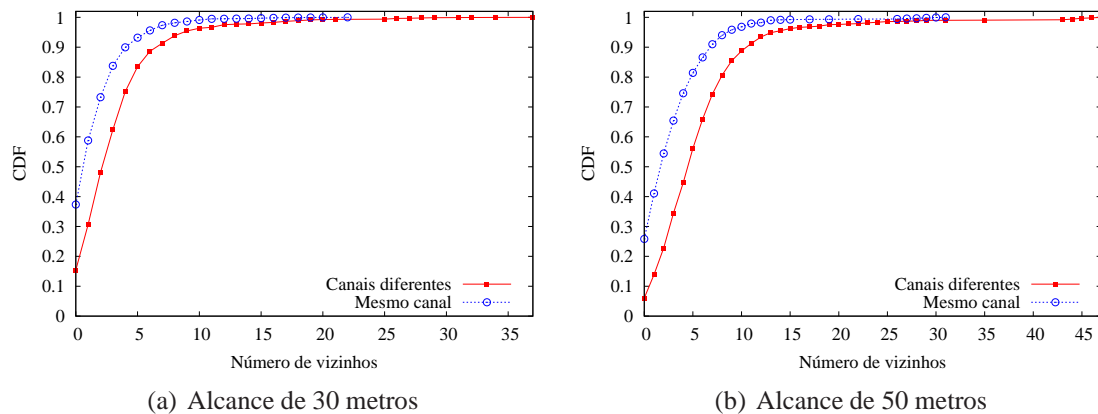 1
0.9
0.8
0.7
0.6
0.5
0.4
0.3
0.2
0.1
0
CDF
Canais diferentes
Mesmo canal
0 5 10 15 20 25 30 35
Número de vizinhos
(a) Alcance de 30 metros
1
0.9
0.8
0.7
0.6
0.5
0.4
0.3
0.2
0.1
0
CDF
Canais diferentes
Mesmo canal
0 5 10 15 20 25 30 35 40 45
Número de vizinhos
(b) Alcance de 50 metros